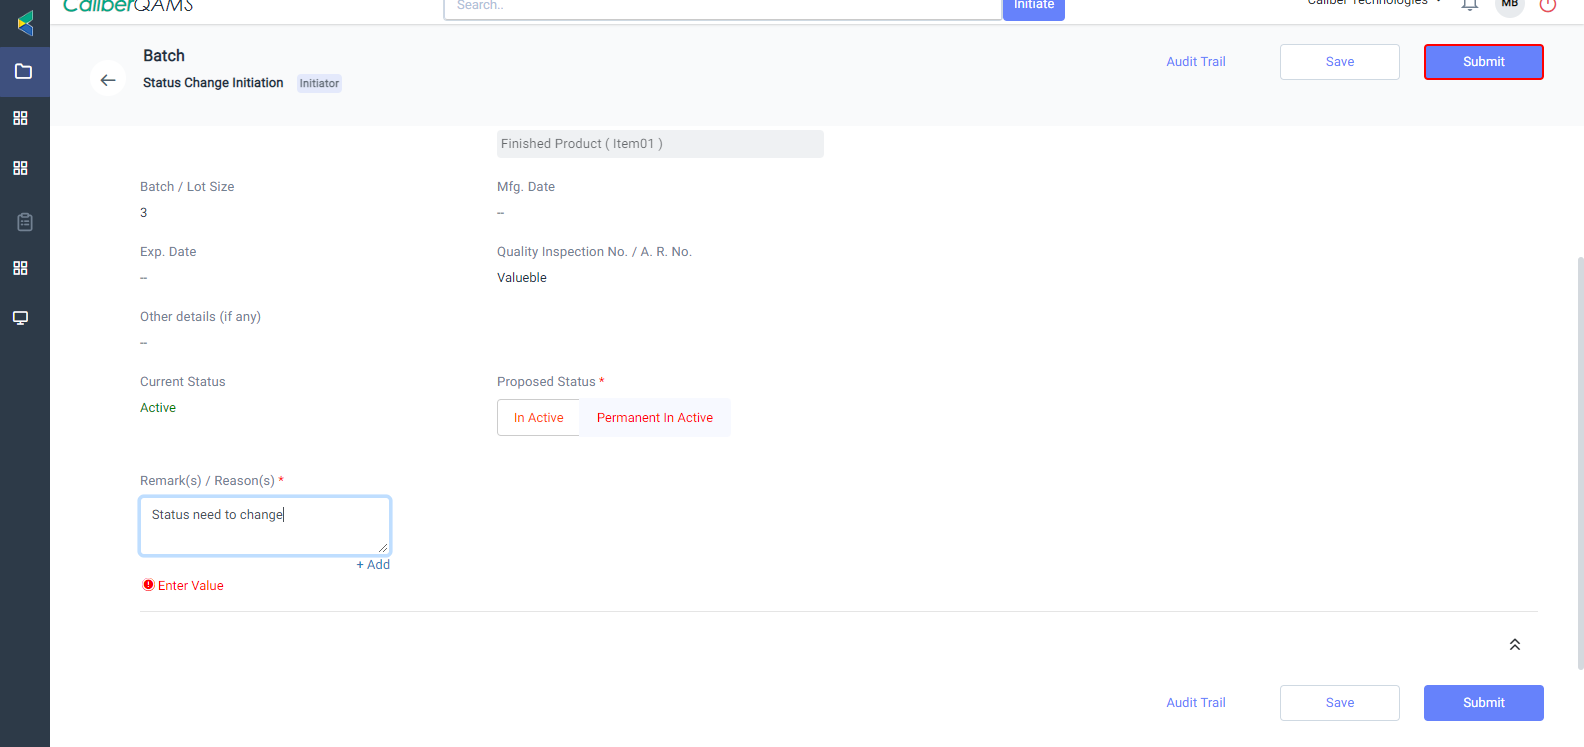 CaliberQAMS
Search..
Initiate
Caliber Technologies
MB
Batch
Status Change Initiation
Initiator
Audit Trail
Save
Submit
Finished Product ( Item01 )
Batch / Lot Size
Mfg. Date
3
--
Exp. Date
Quality Inspection No. / A. R. No.
--
Valueble
Other details (if any)
--
Current Status
Proposed Status *
Active
In Active
Permanent In Active
Remark(s) / Reason(s) *
Status need to change
+ Add
Enter Value
Audit Trail
Save
Submit